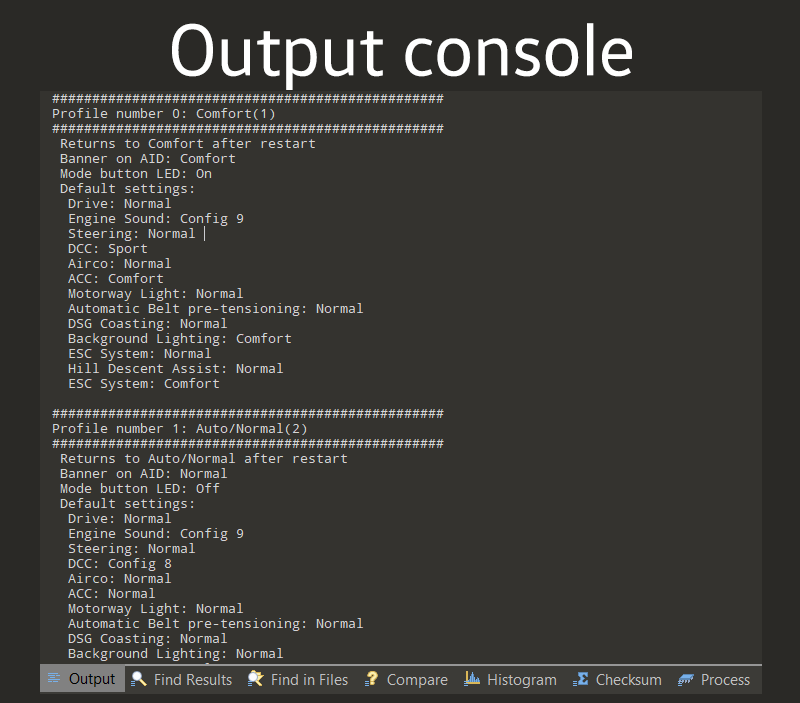 Output console
#################################################
Profile number 0: Comfort(1)
#################################################
Returns to Comfort after restart
Banner on AID: Comfort
Mode button LED: On
Default settings:
Drive: Normal
Engine Sound: Config 9
Steering: Normal
DCC: Sport
Airco: Normal
ACC: Comfort
Motorway Light: Normal
Automatic Belt pre-tensioning: Normal
DSG Coasting: Normal
Background Lighting: Comfort
ESC System: Normal
Hill Descent Assist: Normal
ESC System: Comfort
#################################################
Profile number 1: Auto/Normal(2)
#################################################
Returns to Auto/Normal after restart
Banner on AID: Normal
Mode button LED: Off
Default settings:
Drive: Normal
Engine Sound: Config 9
Steering: Normal
DCC: Config 8
Airco: Normal
ACC: Normal
Motorway Light: Normal
Automatic Belt pre-tensioning: Normal
DSG Coasting: Normal
Background Lighting: Normal
Output Find Results Find in Files Compare Histogram Checksum Process